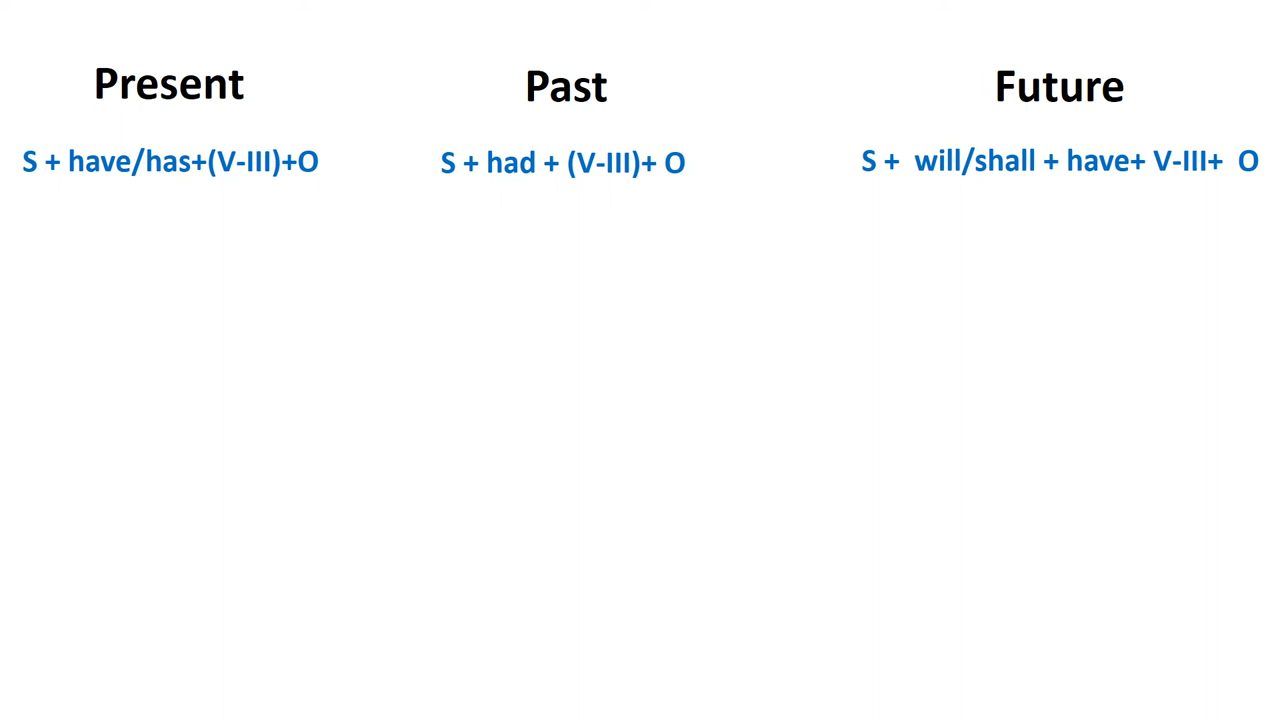 Present Past Future
S + have/has+(V-III)+O S + had + (V-III)+ O S + will/shall + have+ V-III+ O